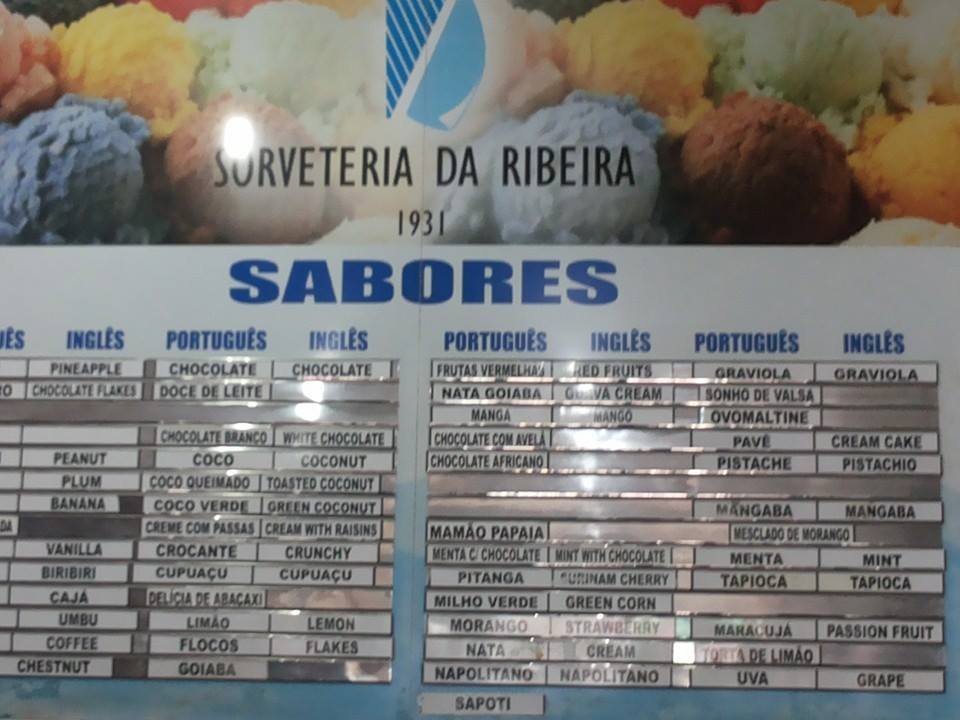 SORVETERIA DA RIBEIRA
1931
SABORES
INGLÊS PORTUGUÊS INGLÊS PORTUGUÊS INGLÊS PORTUGUÊS INGLÊS
PINEAPPLE CHOCOLATE CHOCOLATE FRUTAS VERMELHAS RED FRUITS GRAVIOLA GRAVIOLA
CHOCOLATE FLAKES DOCE DE LEITE NATA GOIABA GUAVA CREAM SONHO DE VALSA
MANGA MANGO OVOMALTINE
CHOCOLATE BRANCO WHITE CHOCOLATE CHOCOLATE COM AVELÃ PAVÊ CREAM CAKE
PEANUT COCO COCONUT CHOCOLATE AFRICANO PISTACHE PISTACHIO
PLUM COCO QUEIMADO TOASTED COCONUT
BANANA COCO VERDE GREEN COCONUT MANGABA MANGABA
CREME COM PASSAS CREAM WITH RAISINS MAMÃO PAPAIA MESCLADO DE MORANGO
VANILLA CROCANTE CRUNCHY MENTA C/ CHOCOLATE MINT WITH CHOCOLATE MENTA MINT
BIRIBIRI CUPUAÇU CUPUAÇU PITANGA SURINAM CHERRY TAPIOCA TAPIOCA
CAJÁ DELÍCIA DE ABACAXI MILHO VERDE GREEN CORN
UMBU LIMÃO LEMON MORANGO STRAWBERRY MARACUJÁ PASSION FRUIT
COFFEE FLOCOS FLAKES NATA CREAM TORTA DE LIMÃO
CHESTNUT GOIABA NAPOLITANO NAPOLITANO UVA GRAPE
SAPOTI